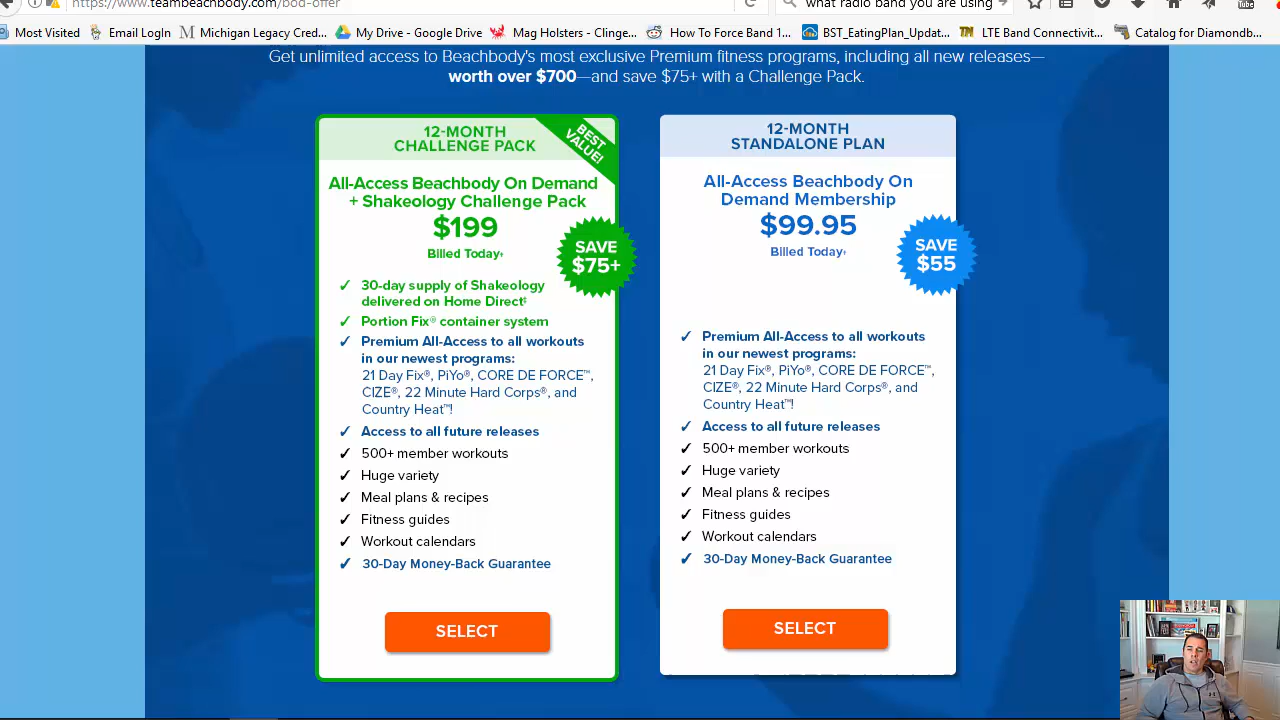 https://www.teambeachbody.com/bod-offer
what radio band you are using
Most Visited Email LogIn Michigan Legacy Cred... My Drive - Google Drive Mag Holsters - Clinge... How To Force Band 1... BST_EatingPlan_Updat... LTE Band Connectivit... Catalog for Diamondb...
Get unlimited access to Beachbody's most exclusive Premium fitness programs, including all new releases—
worth over $700—and save $75+ with a Challenge Pack.
12-MONTH
CHALLENGE PACK
BEST
VALUE!
All-Access Beachbody On Demand
+ Shakeology Challenge Pack
$199
Billed Today†
SAVE
$75+
✓ 30-day supply of Shakeology
delivered on Home Direct‡
✓ Portion Fix® container system
✓ Premium All-Access to all workouts
in our newest programs:
21 Day Fix®, PiYo®, CORE DE FORCE™,
CIZE®, 22 Minute Hard Corps®, and
Country Heat™!
✓ Access to all future releases
✓ 500+ member workouts
✓ Huge variety
✓ Meal plans & recipes
✓ Fitness guides
✓ Workout calendars
✓ 30-Day Money-Back Guarantee
SELECT
12-MONTH
STANDALONE PLAN
All-Access Beachbody On
Demand Membership
$99.95
Billed Today†
SAVE
$55
✓ Premium All-Access to all workouts
in our newest programs:
21 Day Fix®, PiYo®, CORE DE FORCE™,
CIZE®, 22 Minute Hard Corps®, and
Country Heat™!
✓ Access to all future releases
✓ 500+ member workouts
✓ Huge variety
✓ Meal plans & recipes
✓ Fitness guides
✓ Workout calendars
✓ 30-Day Money-Back Guarantee
SELECT